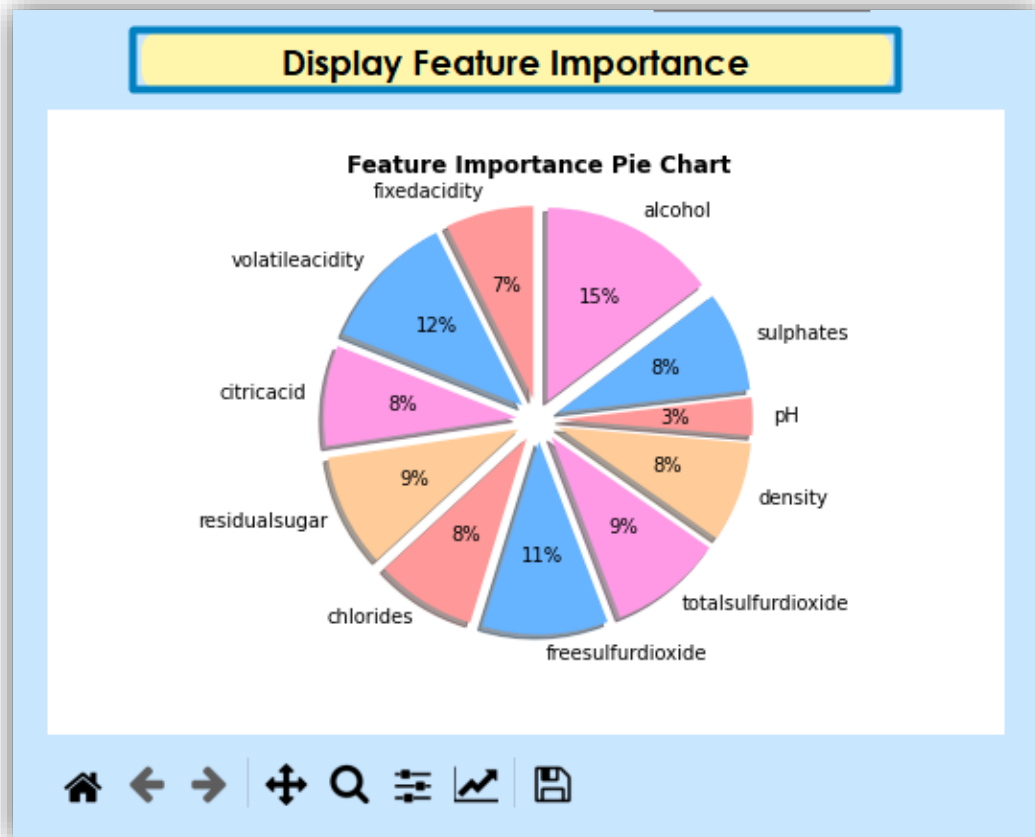 Display Feature Importance
Feature Importance Pie Chart
fixedacidity
alcohol
volatileacidity
7%
15%
12%
sulphates
8%
citricacid
8%
3%
pH
9%
8%
density
residualsugar
8%
11%
9%
chlorides
totalsulfurdioxide
freesulfurdioxide